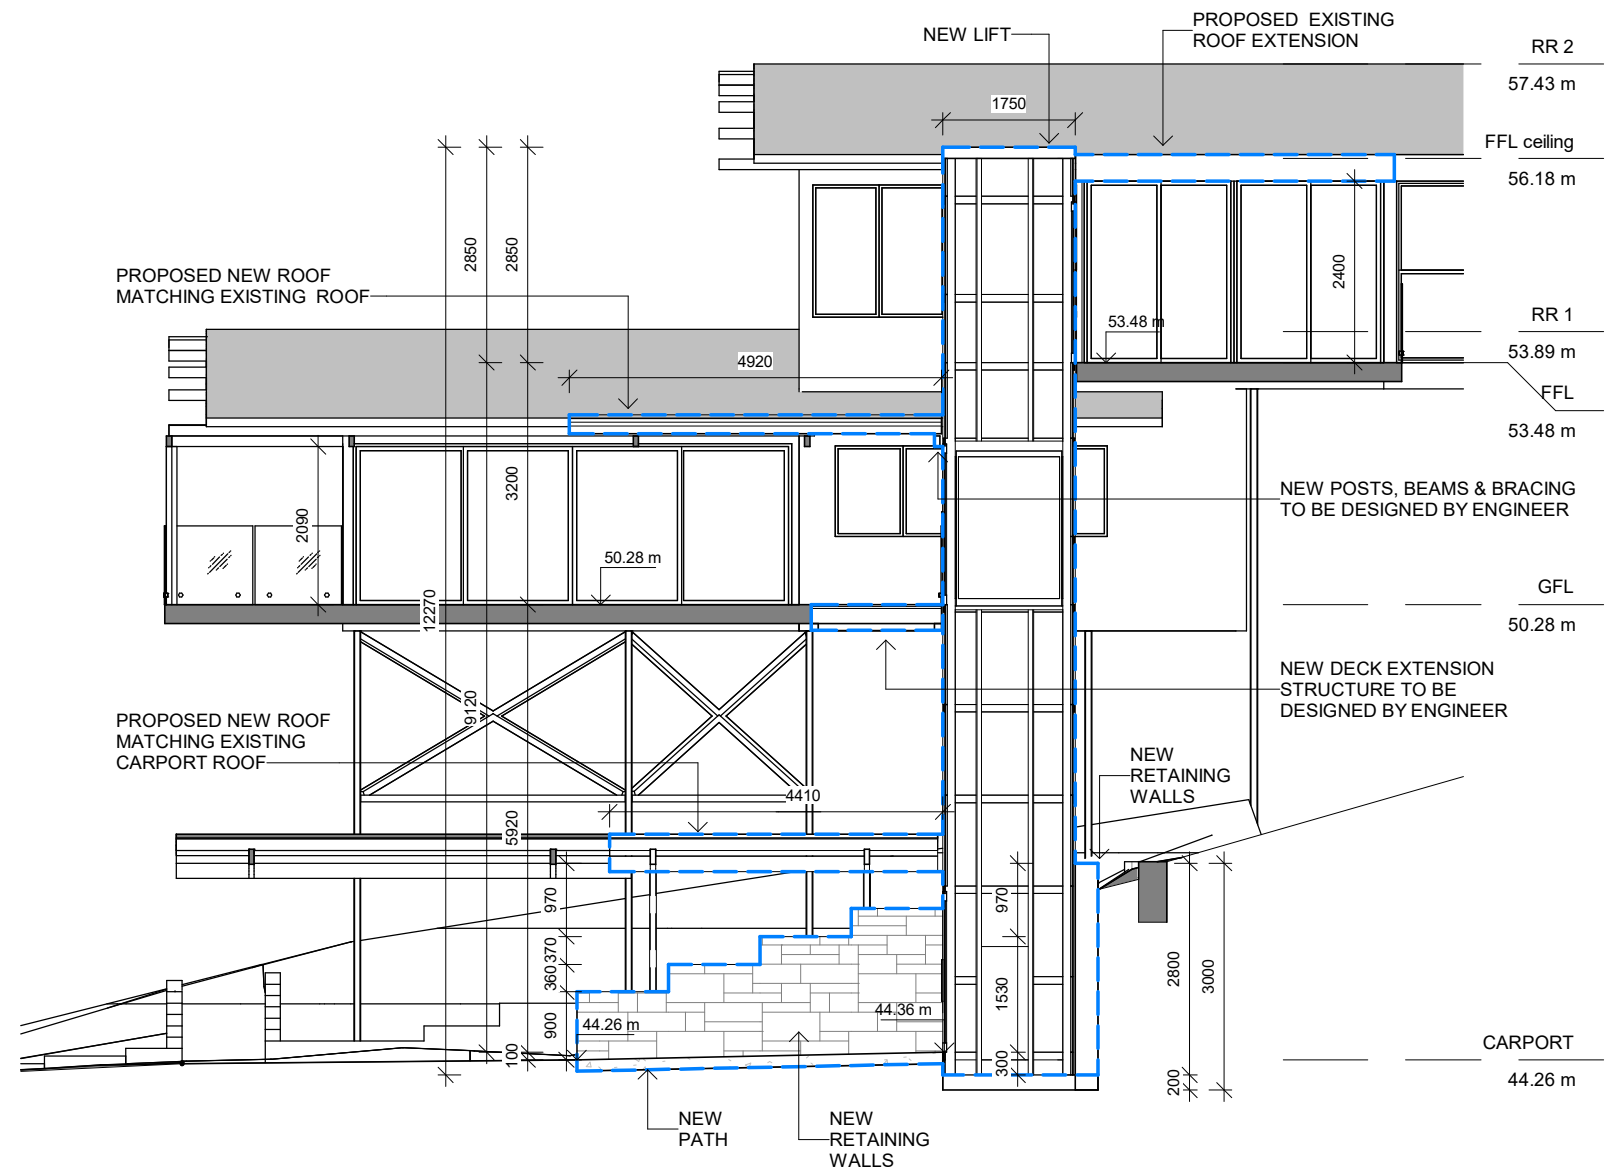 NEW LIFT
PROPOSED  EXISTING
ROOF EXTENSION
RR 2
57.43 m
1750
FFL ceiling
56.18 m
2850
2850
2400
PROPOSED NEW ROOF
MATCHING EXISTING  ROOF
53.48 m
RR 1
53.89 m
4920
FFL
53.48 m
3200
2090
NEW POSTS, BEAMS & BRACING
TO BE DESIGNED BY ENGINEER
50.28 m
GFL
50.28 m
12270
NEW DECK EXTENSION
STRUCTURE TO BE
DESIGNED BY ENGINEER
9120
PROPOSED NEW ROOF
MATCHING EXISTING
CARPORT ROOF
NEW
RETAINING
WALLS
4410
5920
970
970
370
360
2800
3000
1530
900
44.26 m
44.36 m
100
300
200
CARPORT
44.26 m
NEW
PATH
NEW
RETAINING
WALLS